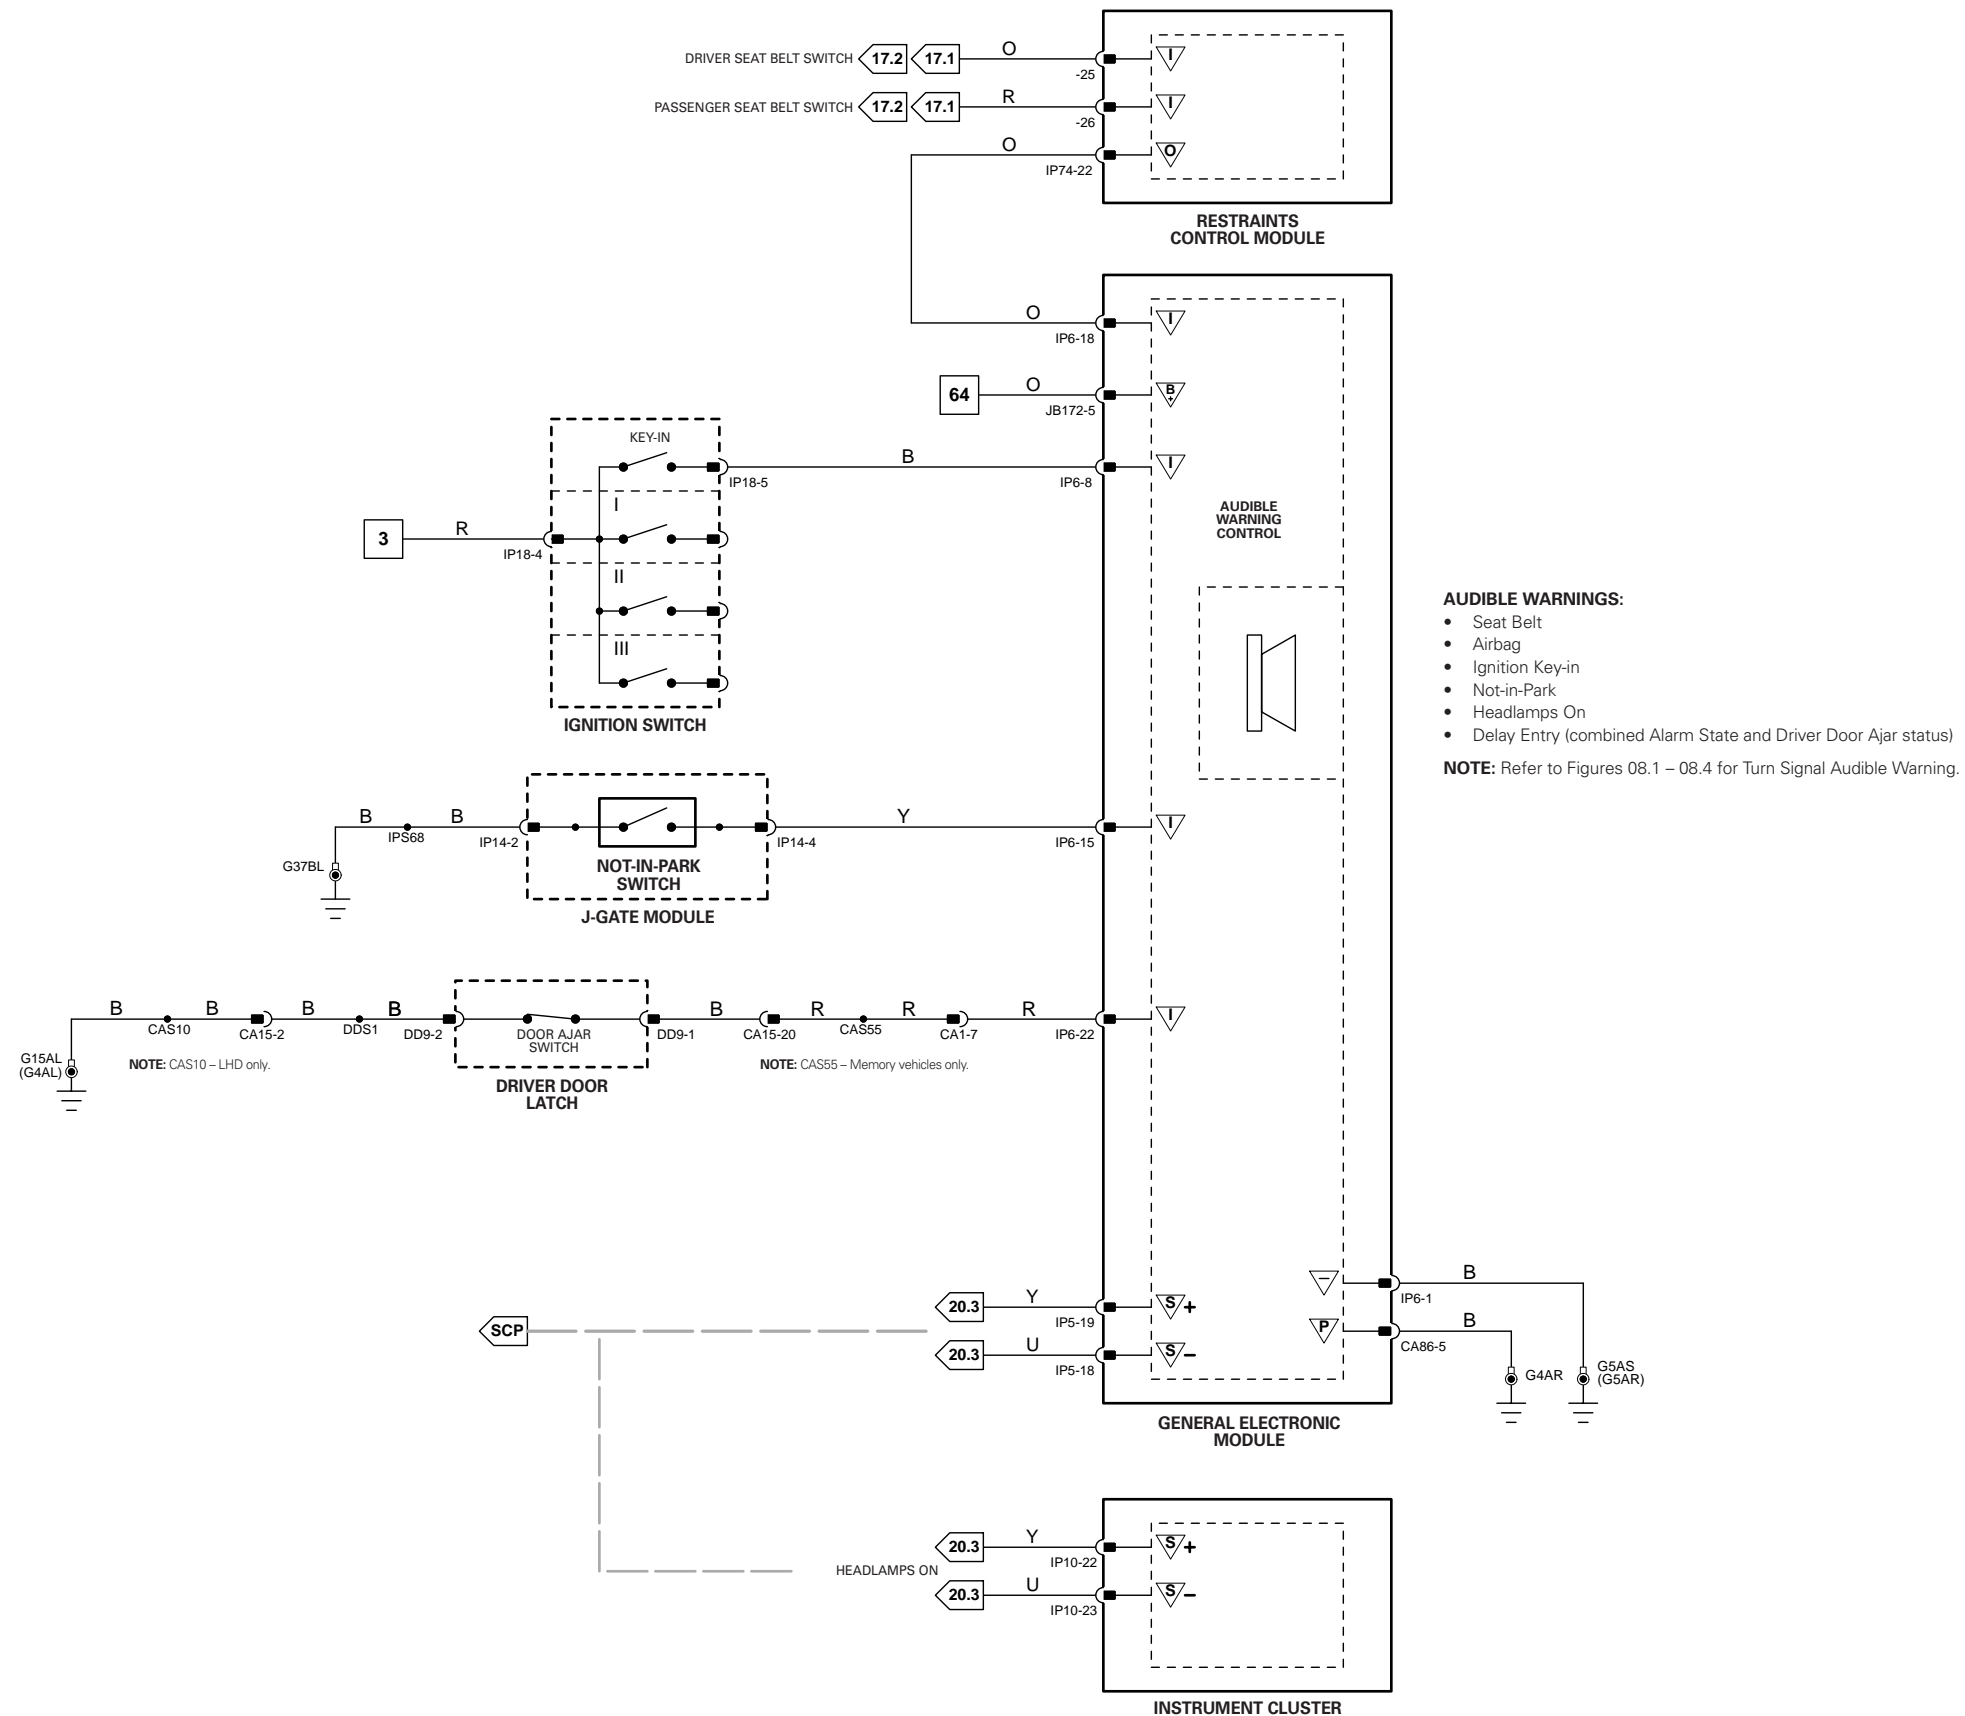 DRIVER SEAT BELT SWITCH 17.2 17.1 O I
-25
PASSENGER SEAT BELT SWITCH 17.2 17.1 R I
-26
O O
IP74-22
RESTRAINTS
CONTROL MODULE
O I
IP6-18
64 O B+
JB172-5
KEY-IN
B I
IP18-5 IP6-8
I
3 R
IP18-4
II
III
IGNITION SWITCH
AUDIBLE
WARNING
CONTROL
AUDIBLE WARNINGS:
• Seat Belt
• Airbag
• Ignition Key-in
• Not-in-Park
• Headlamps On
• Delay Entry (combined Alarm State and Driver Door Ajar status)
NOTE: Refer to Figures 08.1 – 08.4 for Turn Signal Audible Warning.
B B Y I
IPS68 IP14-2 IP14-4 IP6-15
G37BL
NOT-IN-PARK
SWITCH
J-GATE MODULE
B B B B B R R R I
CAS10 CA15-2 DDS1 DD9-2 DD9-1 CA15-20 CAS55 CA1-7 IP6-22
DOOR AJAR
SWITCH
G15AL
(G4AL)
NOTE: CAS10 – LHD only.
NOTE: CAS55 – Memory vehicles only.
DRIVER DOOR
LATCH
– B
IP6-1
20.3 Y S +
IP5-19
SCP
P B
CA86-5
20.3 U S –
IP5-18
G4AR
G5AS
(G5AR)
GENERAL ELECTRONIC
MODULE
20.3 Y S +
IP10-22
HEADLAMPS ON
20.3 U S –
IP10-23
INSTRUMENT CLUSTER